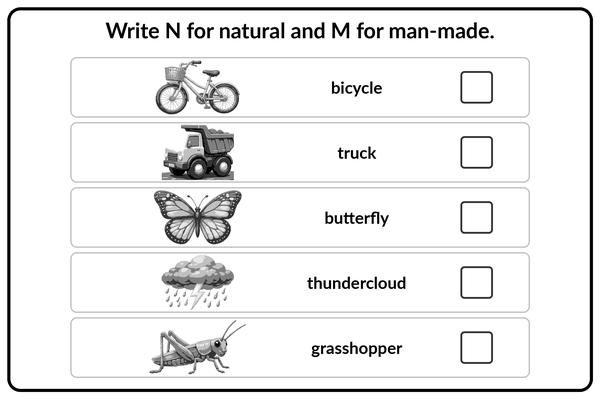 Write N for natural and M for man-made.
bicycle
truck
butterfly
thundercloud
grasshopper